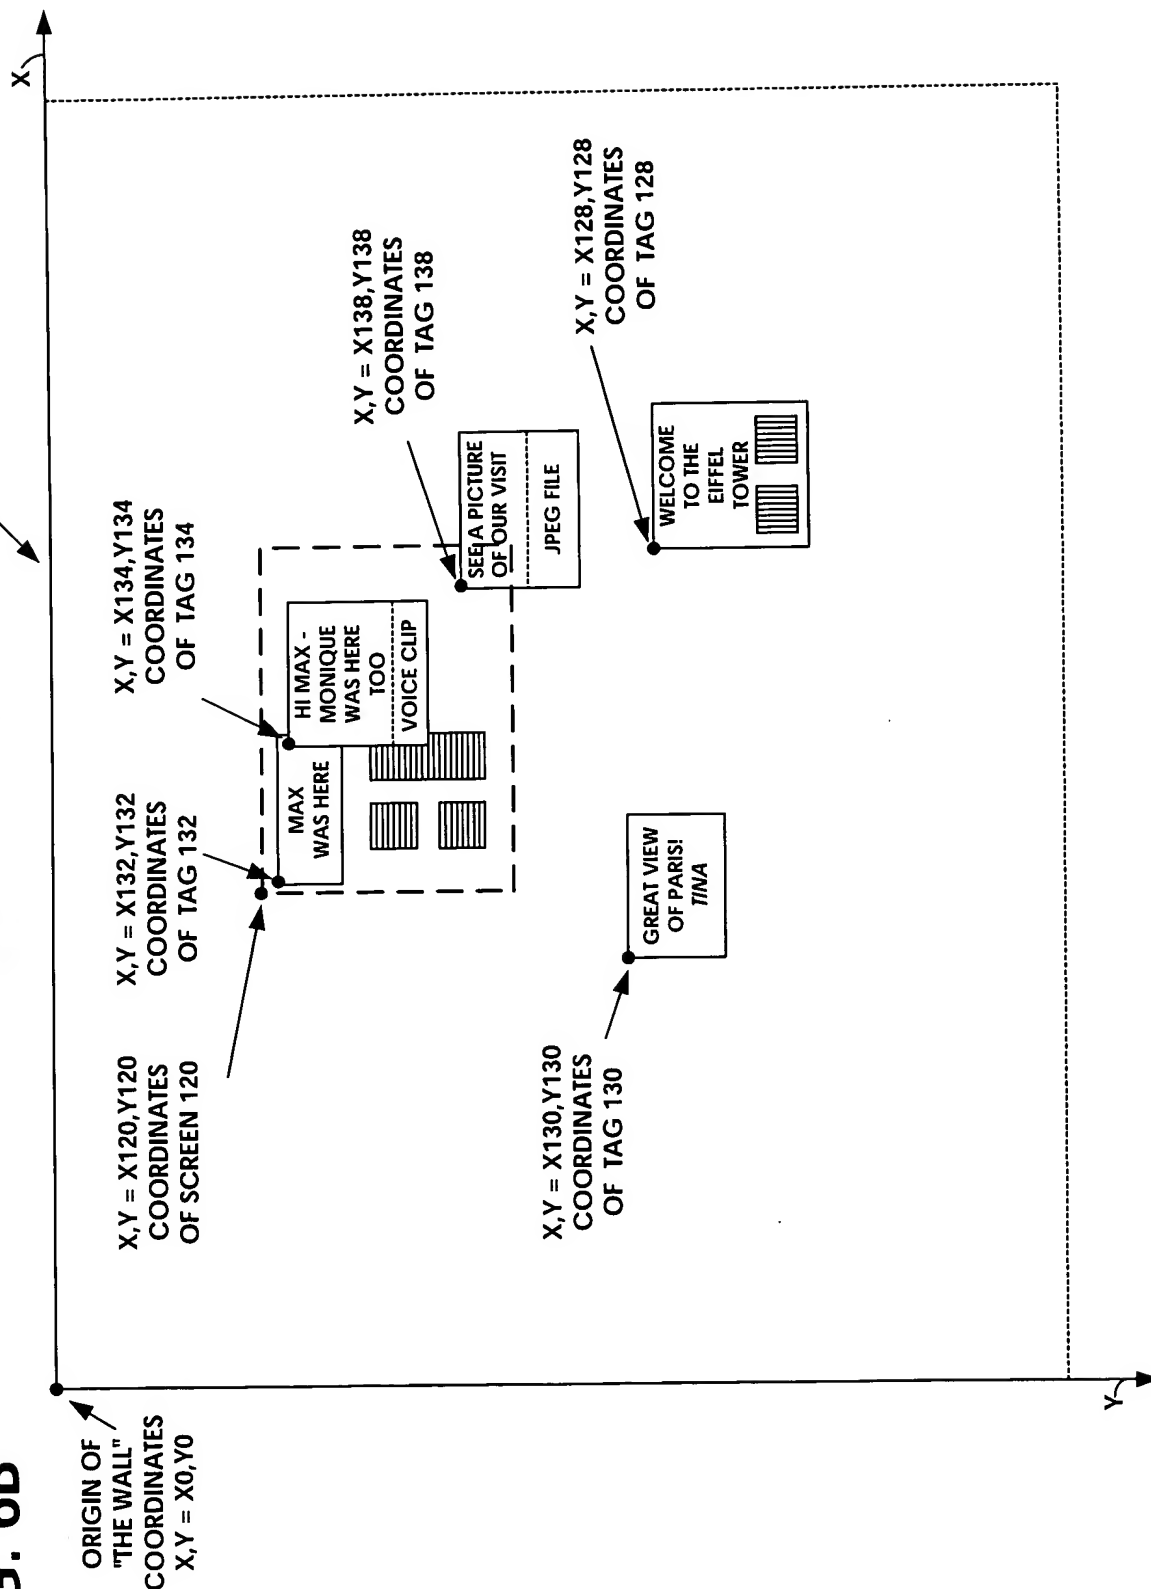 G. 6B
X
ORIGIN OF
"THE WALL"
COORDINATES
X,Y = X0,Y0
X,Y = X120,Y120
COORDINATES
OF SCREEN 120
X,Y = X132,Y132
COORDINATES
OF TAG 132
X,Y = X134,Y134
COORDINATES
OF TAG 134
X,Y = X138,Y138
COORDINATES
OF TAG 138
X,Y = X128,Y128
COORDINATES
OF TAG 128
MAX
WAS HERE
HI MAX -
MONIQUE
WAS HERE
TOO
VOICE CLIP
SEE A PICTURE
OF OUR VISIT
JPEG FILE
X,Y = X130,Y130
COORDINATES
OF TAG 130
GREAT VIEW
OF PARIS!
TINA
WELCOME
TO THE
EIFFEL
TOWER
Y